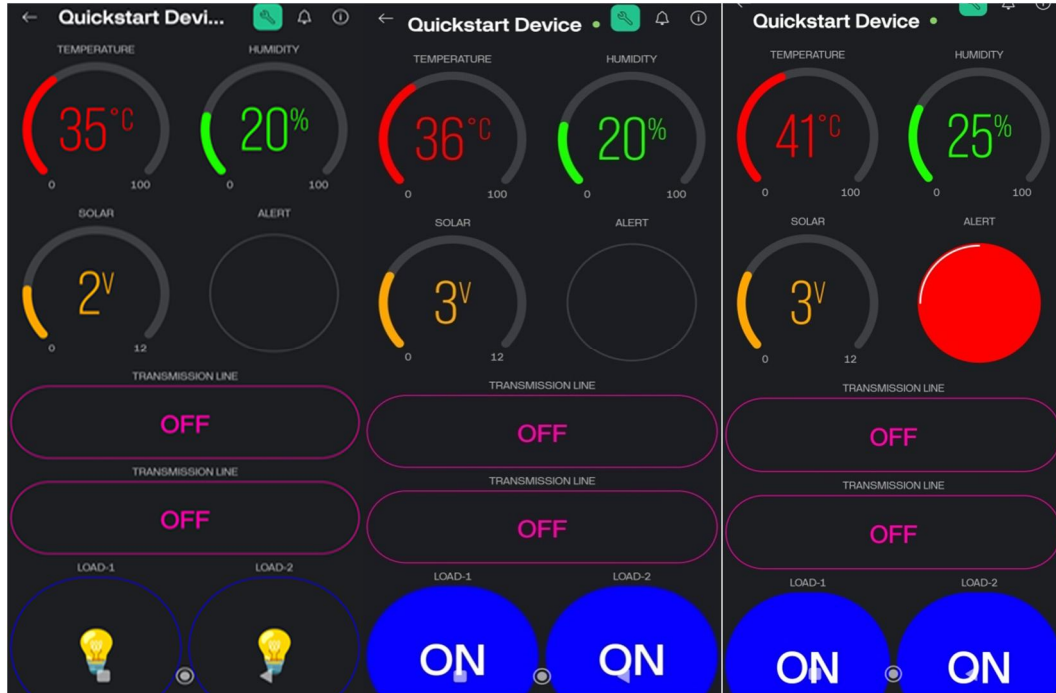 Quickstart Devi...
TEMPERATURE
HUMIDITY
35°C
20%
0
100
0
100
SOLAR
ALERT
2V
0
12
TRANSMISSION LINE
OFF
TRANSMISSION LINE
OFF
LOAD-1
LOAD-2
Quickstart Device
TEMPERATURE
HUMIDITY
36°C
20%
0
100
0
100
SOLAR
ALERT
3V
0
12
TRANSMISSION LINE
OFF
TRANSMISSION LINE
OFF
LOAD-1
LOAD-2
ON
ON
Quickstart Device
TEMPERATURE
HUMIDITY
41°C
25%
0
100
0
100
SOLAR
ALERT
3V
0
12
TRANSMISSION LINE
OFF
TRANSMISSION LINE
OFF
LOAD-1
LOAD-2
ON
ON